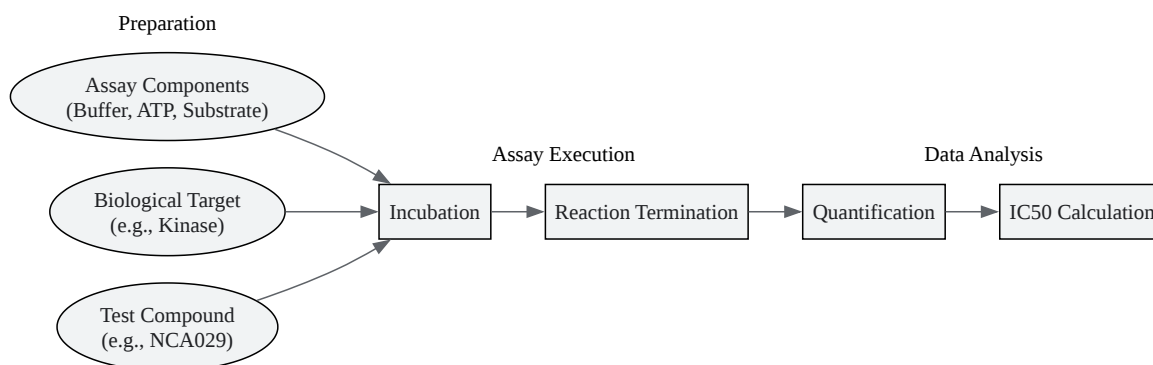 Preparation
Assay Components
(Buffer, ATP, Substrate)
Biological Target
(e.g., Kinase)
Test Compound
(e.g., NCA029)
Assay Execution
Incubation
Reaction Termination
Data Analysis
Quantification
IC50 Calculation